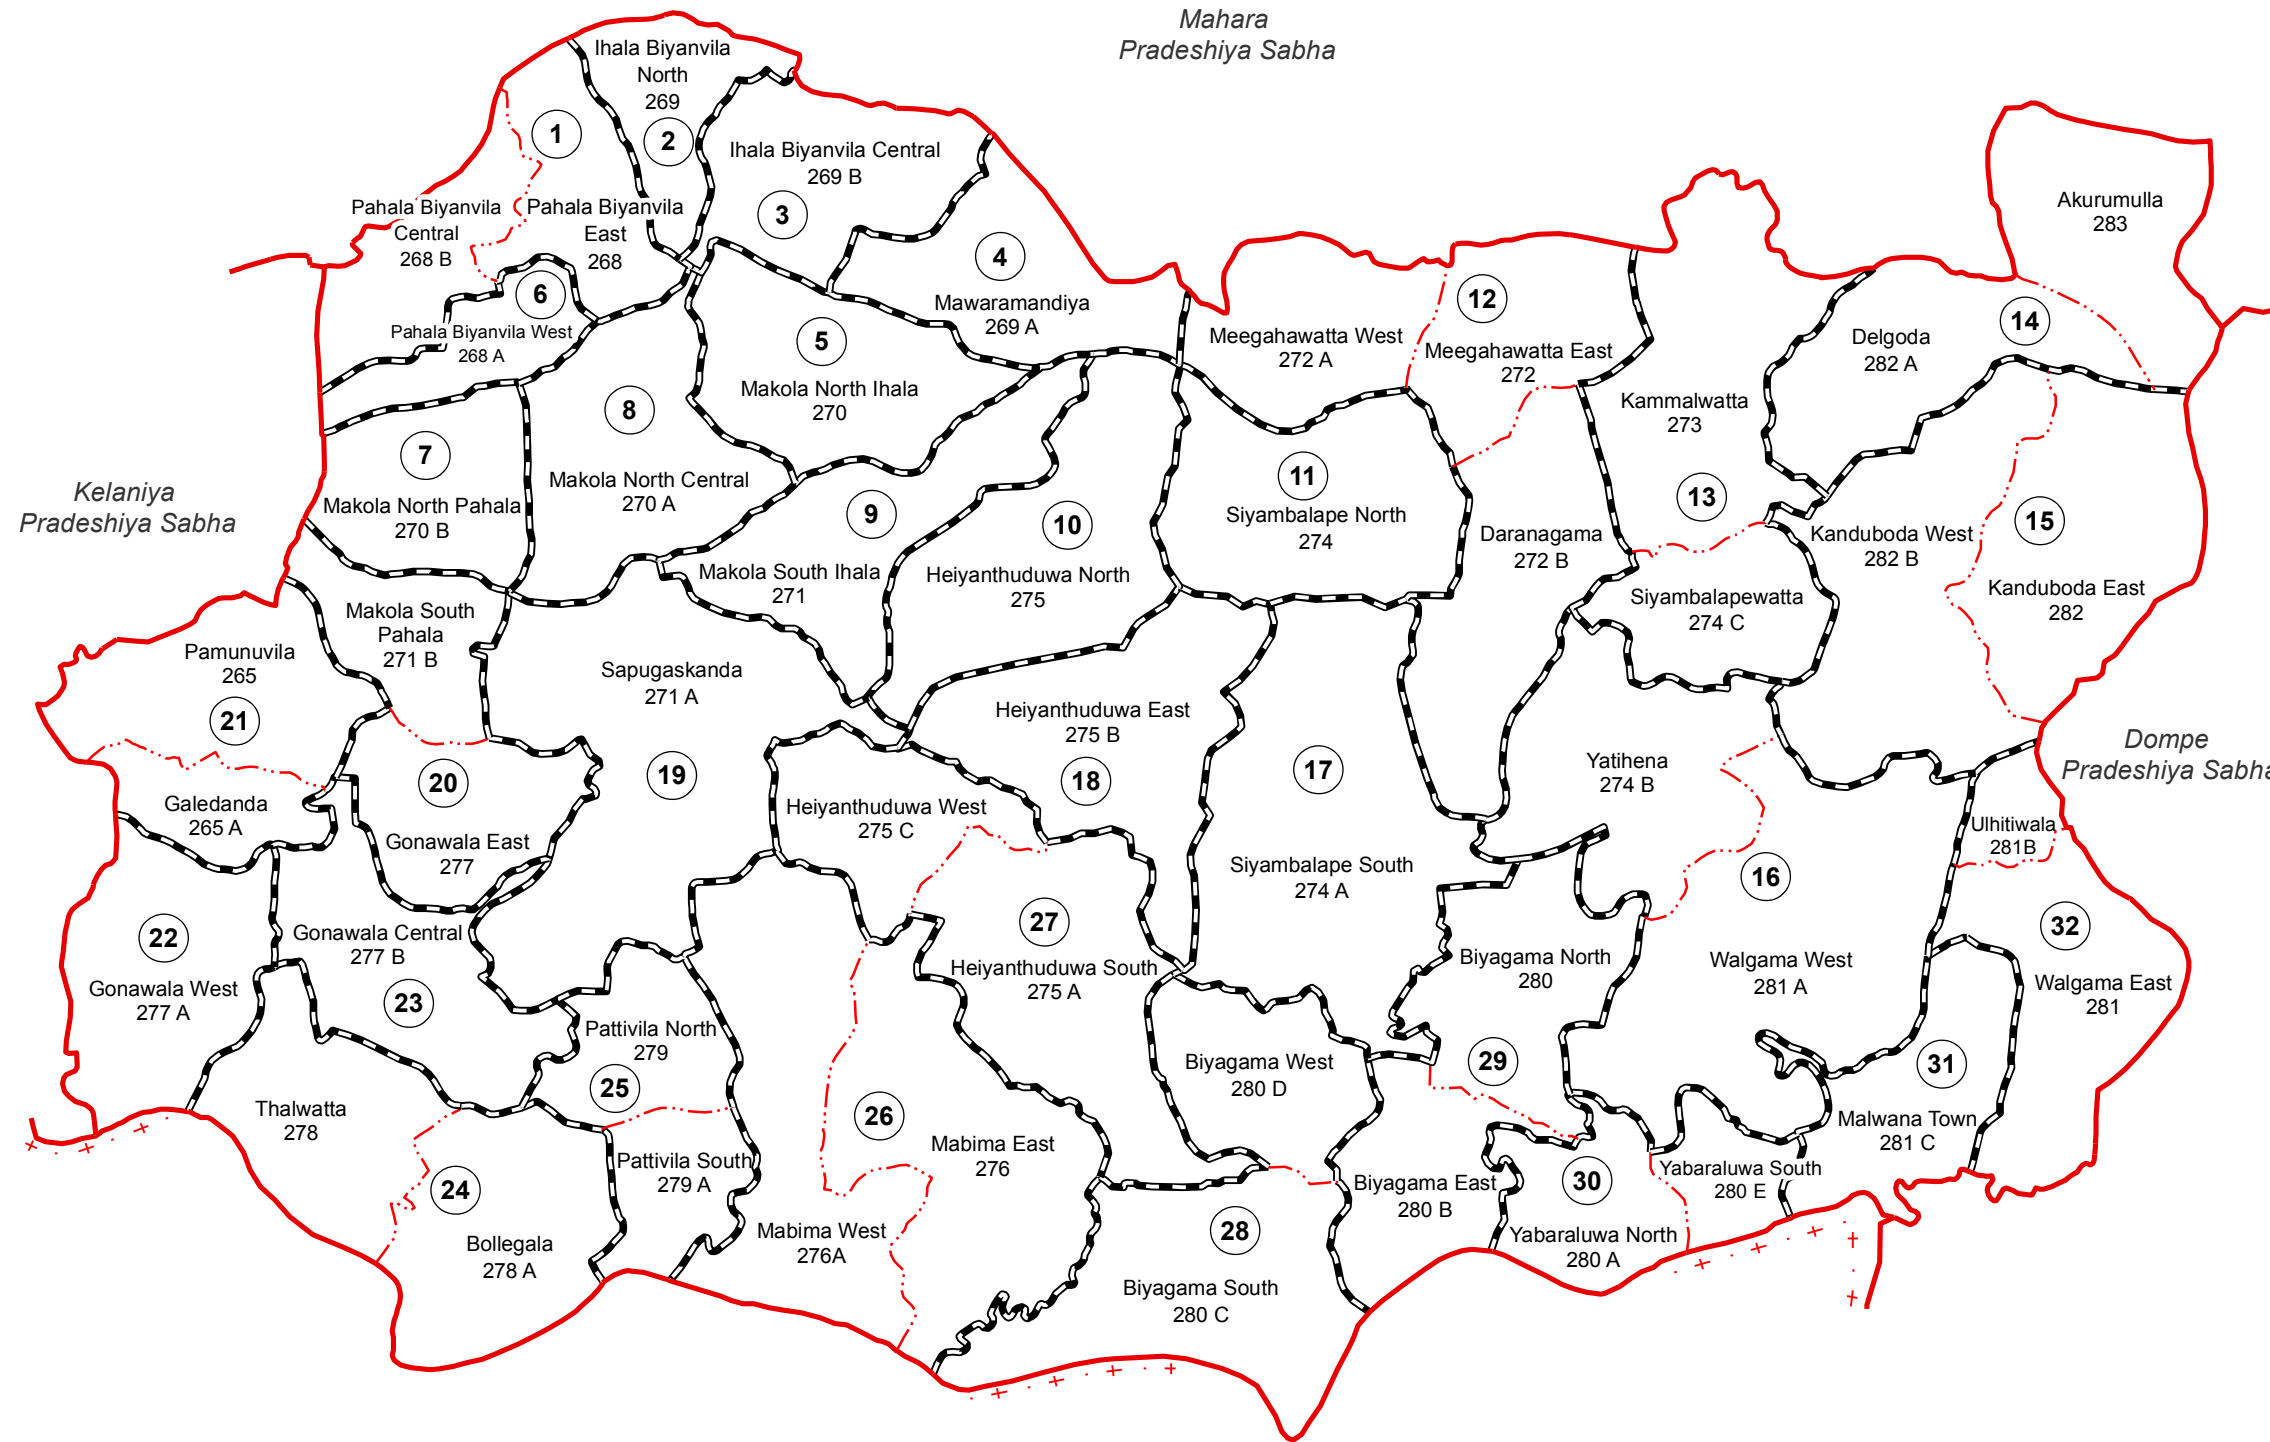 Mahara
Pradeshiya Sabha
Ihala Biyanvila
North
269
1
2
Ihala Biyanvila Central
269 B
3
Akurumulla
283
Pahala Biyanvila
Central
268 B
Pahala Biyanvila
East
268
4
Mawaramandiya
269 A
6
Pahala Biyanvila West
268 A
5
Makola North Ihala
270
Meegahawatta West
272 A
12
Meegahawatta East
272
14
Delgoda
282 A
Kammalwatta
273
8
Makola North Central
270 A
7
Makola North Pahala
270 B
Kelaniya
Pradeshiya Sabha
9
Makola South Ihala
271
10
Heiyanthuduwa North
275
11
Siyambalape North
274
Daranagama
272 B
13
Kanduboda West
282 B
15
Kanduboda East
282
Siyambalapewatta
274 C
Makola South
Pahala
271 B
Pamunuvila
265
21
Sapugaskanda
271 A
19
Heiyanthuduwa East
275 B
18
17
Yatihena
274 B
Dompe
Pradeshiya Sabha
20
Galedanda
265 A
Gonawala East
277
Heiyanthuduwa West
275 C
Siyambalape South
274 A
16
Ulhitiwala
281B
22
Gonawala West
277 A
Gonawala Central
277 B
23
27
Heiyanthuduwa South
275 A
Biyagama North
280
Walgama West
281 A
32
Walgama East
281
Pattivila North
279
25
Biyagama West
280 D
29
31
Malwana Town
281 C
Thalwatta
278
26
Mabima East
276
Pattivila South
279 A
24
Bollegala
278 A
Mabima West
276A
28
Biyagama South
280 C
Biyagama East
280 B
30
Yabaraluwa North
280 A
Yabaraluwa South
280 E